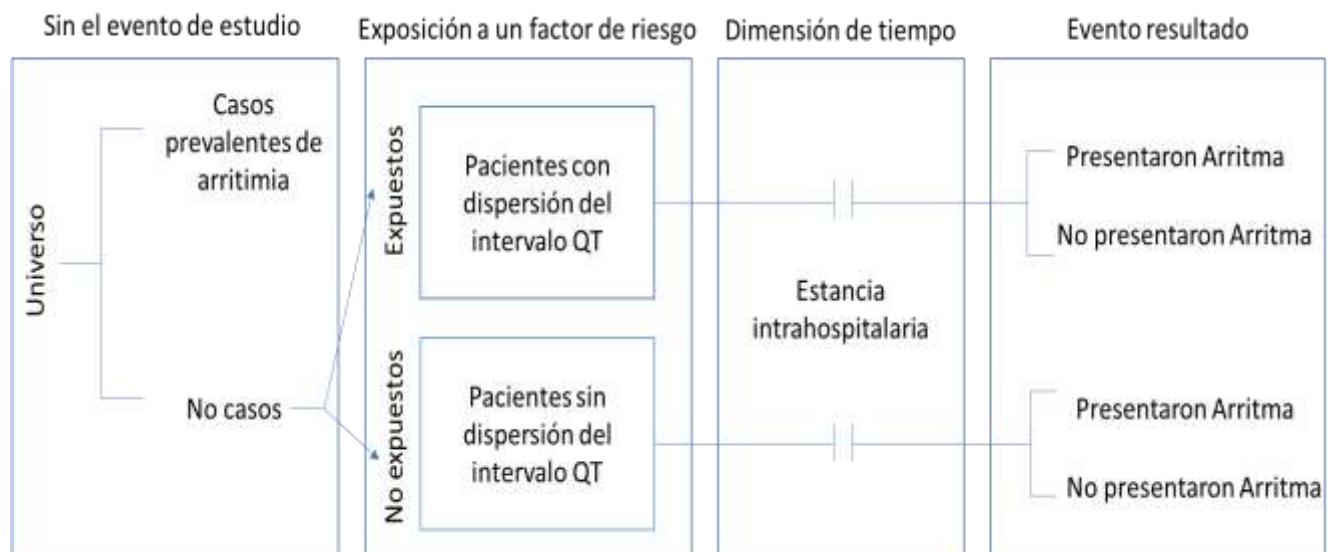 Sin el evento de estudio
Exposición a un factor de riesgo
Dimensión de tiempo
Evento resultado
Universo
Casos
prevalentes de
arritimia
No casos
Expuestos
Pacientes con
dispersión del
intervalo QT
No expuestos
Pacientes sin
dispersión del
intervalo QT
Estancia
intrahospitalaria
Presentaron Arritma
No presentaron Arritma
Presentaron Arritma
No presentaron Arritma